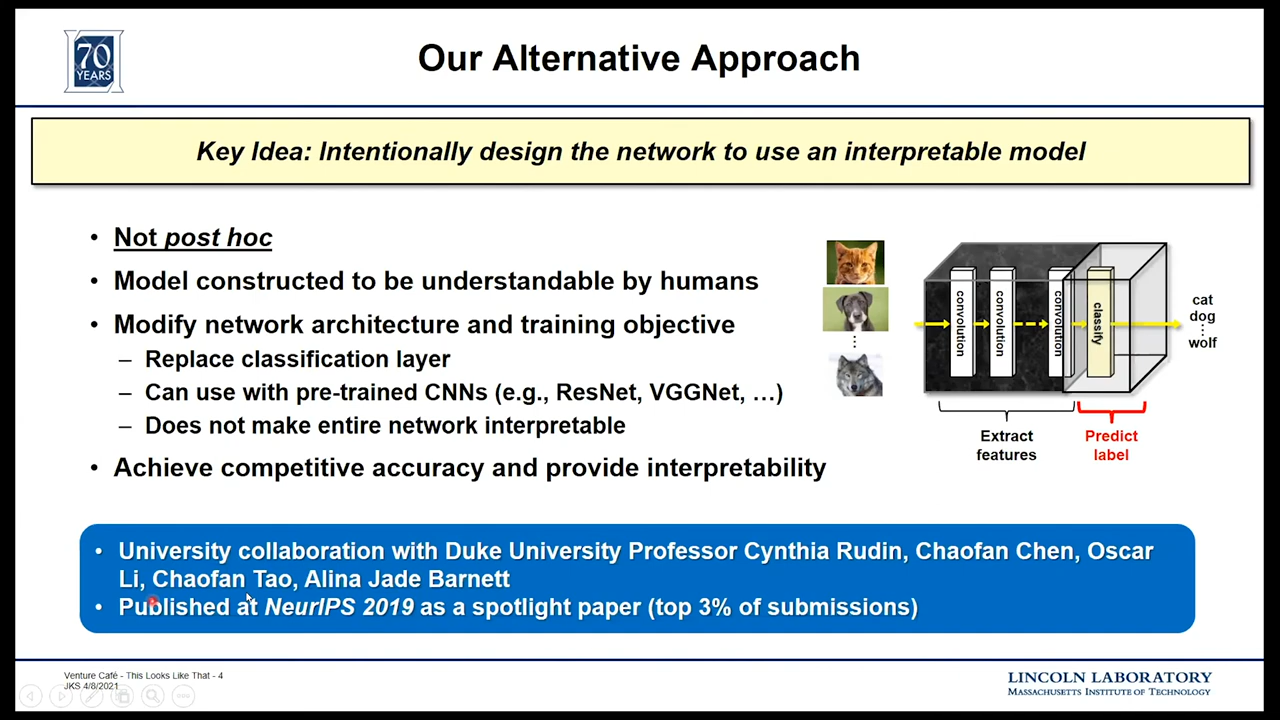 70
YEARS
Our Alternative Approach
Key Idea: Intentionally design the network to use an interpretable model
• Not post hoc
• Model constructed to be understandable by humans
• Modify network architecture and training objective
– Replace classification layer
– Can use with pre-trained CNNs (e.g., ResNet, VGGNet, …)
– Does not make entire network interpretable
• Achieve competitive accuracy and provide interpretability
convolution
convolution
convolution
classify
cat
dog
⋮
wolf
Extract
features
Predict
label
• University collaboration with Duke University Professor Cynthia Rudin, Chaofan Chen, Oscar
Li, Chaofan Tao, Alina Jade Barnett
• Published at NeurIPS 2019 as a spotlight paper (top 3% of submissions)
Venture Café - This Looks Like That - 4
JKS 4/8/2021
LINCOLN LABORATORY
MASSACHUSETTS INSTITUTE OF TECHNOLOGY